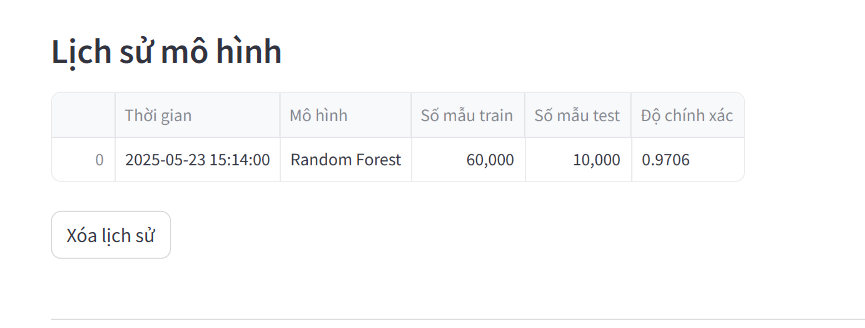 Lịch sử mô hình
Thời gian Mô hình Số mẫu train Số mẫu test Độ chính xác
0 2025-05-23 15:14:00 Random Forest 60,000 10,000 0.9706
Xóa lịch sử